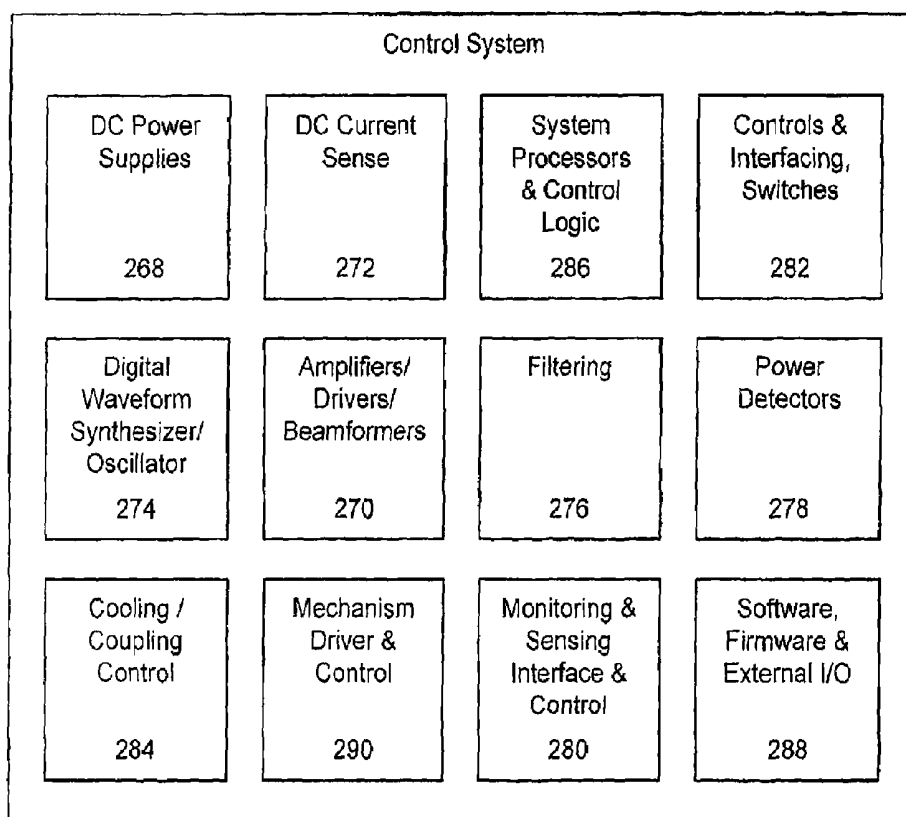 Control System
DC Power
Supplies
268
DC Current
Sense
272
System
Processors
& Control
Logic
286
Controls &
Interfacing,
Switches
282
Digital
Waveform
Synthesizer/
Oscillator
274
Amplifiers/
Drivers/
Beamformers
270
Filtering
276
Power
Detectors
278
Cooling /
Coupling
Control
284
Mechanism
Driver &
Control
290
Monitoring &
Sensing
Interface &
Control
280
Software,
Firmware &
External I/O
288